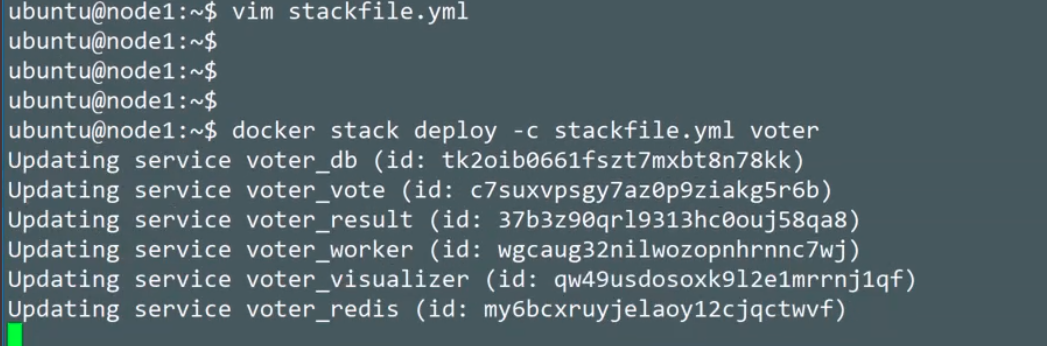 ubuntu@node1:~$ vim stackfile.yml
ubuntu@node1:~$
ubuntu@node1:~$
ubuntu@node1:~$
ubuntu@node1:~$ docker stack deploy -c stackfile.yml voter
Updating service voter_db (id: tk2oib0661fszt7mxbt8n78kk)
Updating service voter_vote (id: c7suxvpsgy7az0p9ziakg5r6b)
Updating service voter_result (id: 37b3z90qrl9313hc0ouj58qa8)
Updating service voter_worker (id: wgcaug32nilwozopnhrnnc7wj)
Updating service voter_visualizer (id: qw49usdosoxk9l2e1mrrnj1qf)
Updating service voter_redis (id: my6bcxruyjelaoy12cjqctwvf)